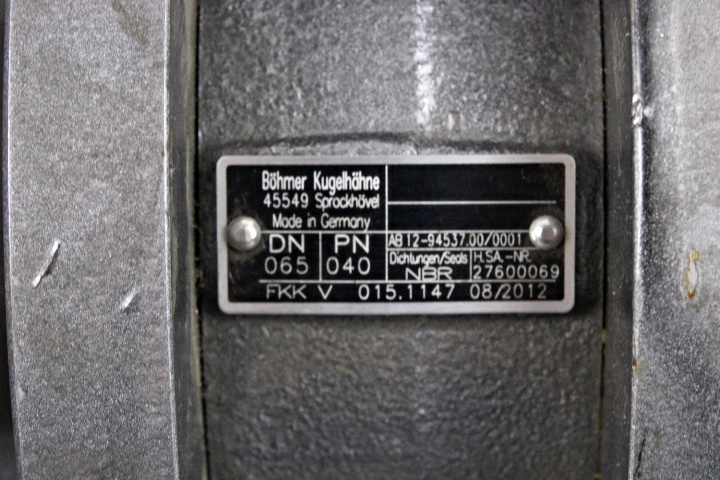 Böhmer Kugelhähne
45549 Sprockhövel
Made in Germany
DN PN AB 12-94537.00/0001
065 040 Dichtungen/Seals H.SA.-NR.
NBR 27600069
FKK V 015.1147 08/2012